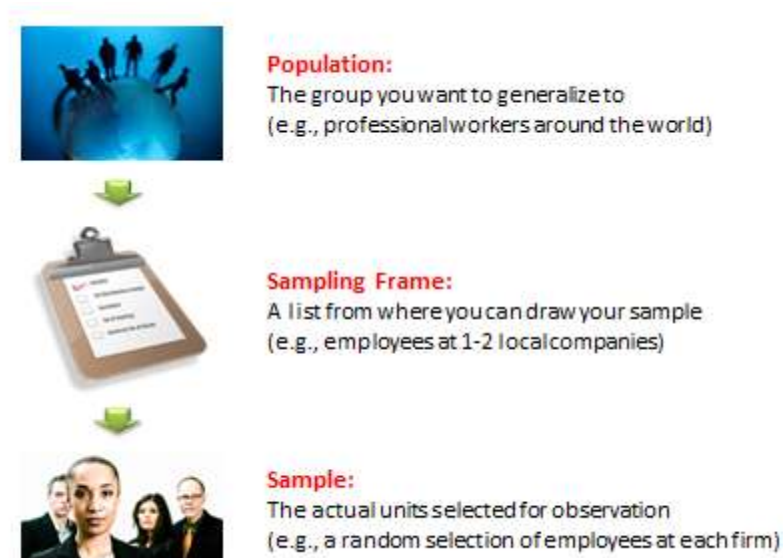 Population:
The group you want to generalize to
(e.g., professional workers around the world)
Sampling Frame:
A list from where you can draw your sample
(e.g., employees at 1-2 local companies)
Sample:
The actual units selected for observation
(e.g., a random selection of employees at each firm)